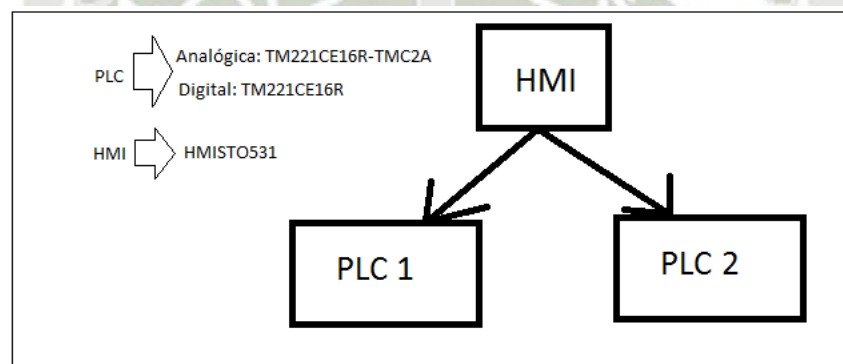 PLC
Analógica: TM221CE16R-TMC2A
Digital: TM221CE16R
HMI
HMISTO531
HMI
PLC 1
PLC 2